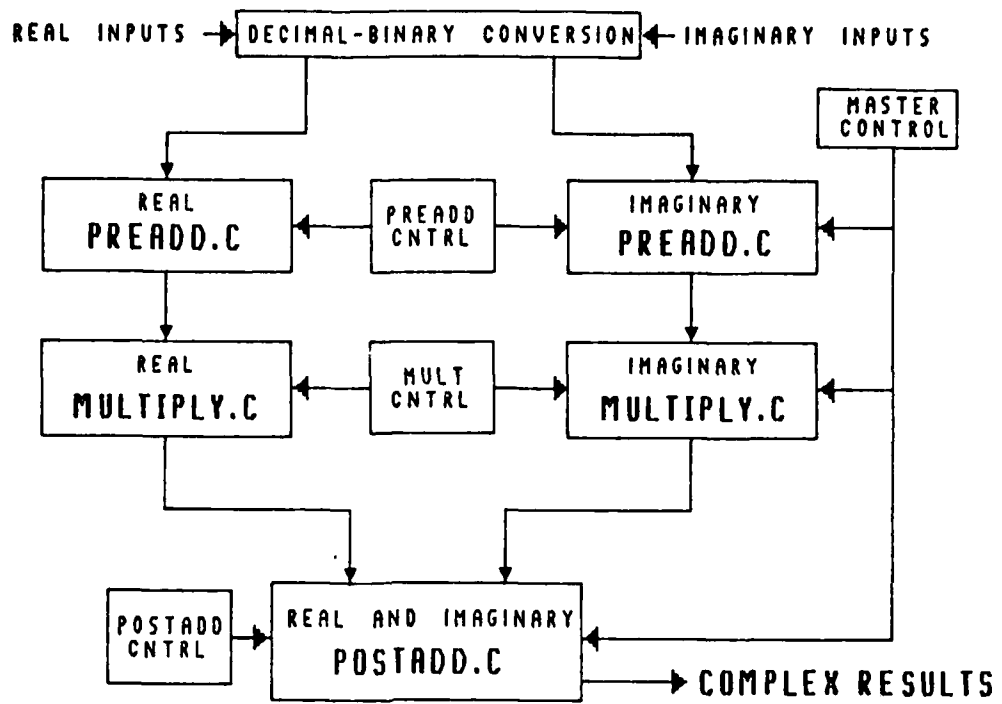 REAL INPUTS
DECIMAL-BINARY CONVERSION
IMAGINARY INPUTS
MASTER
CONTROL
REAL
PREADD.C
PREADD
CNTRL
IMAGINARY
PREADD.C
REAL
MULTIPLY.C
MULT
CNTRL
IMAGINARY
MULTIPLY.C
POSTADD
CNTRL
REAL AND IMAGINARY
POSTADD.C
COMPLEX RESULTS